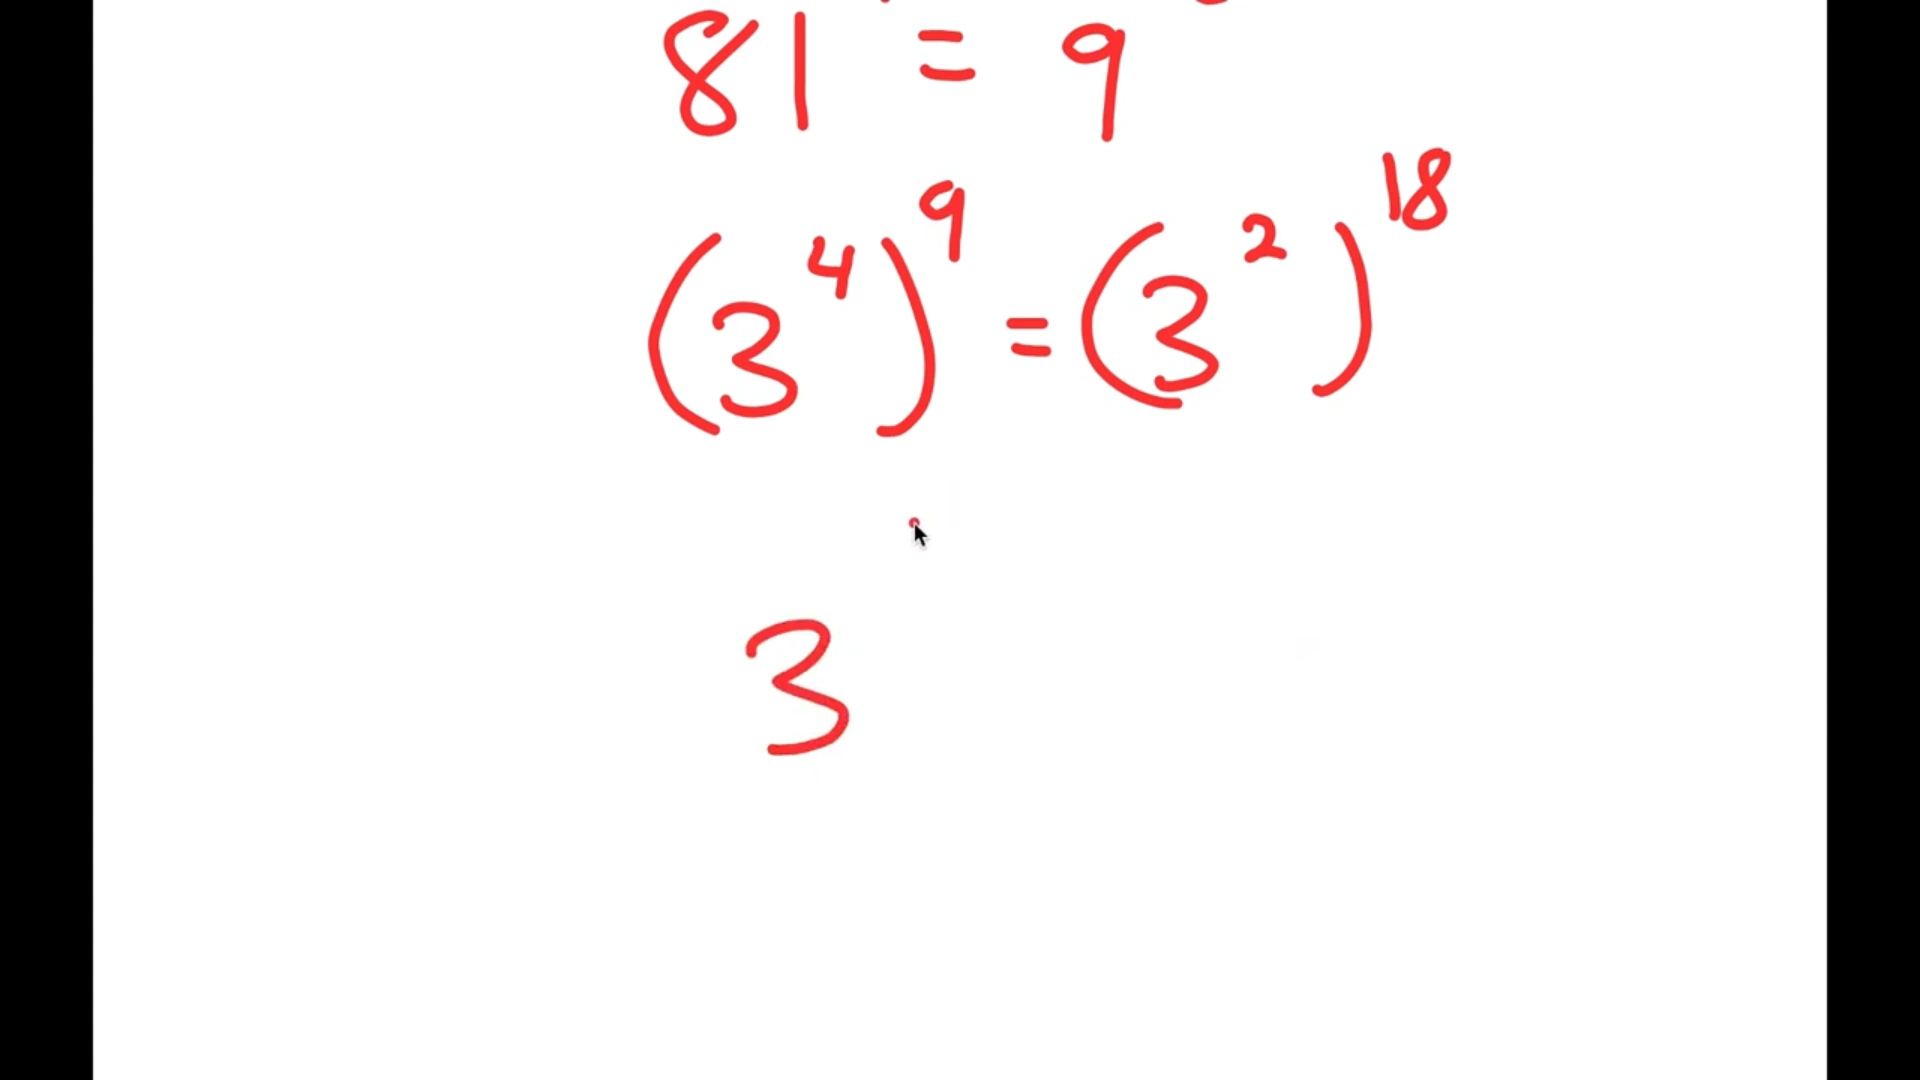 81 = 9
(3⁴)⁹ = (3²)¹⁸
3